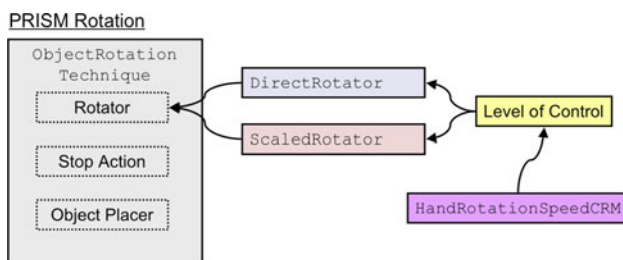 PRISM Rotation
ObjectRotation
Technique
Rotator
Stop Action
Object Placer
DirectRotator
ScaledRotator
Level of Control
HandRotationSpeedCRM